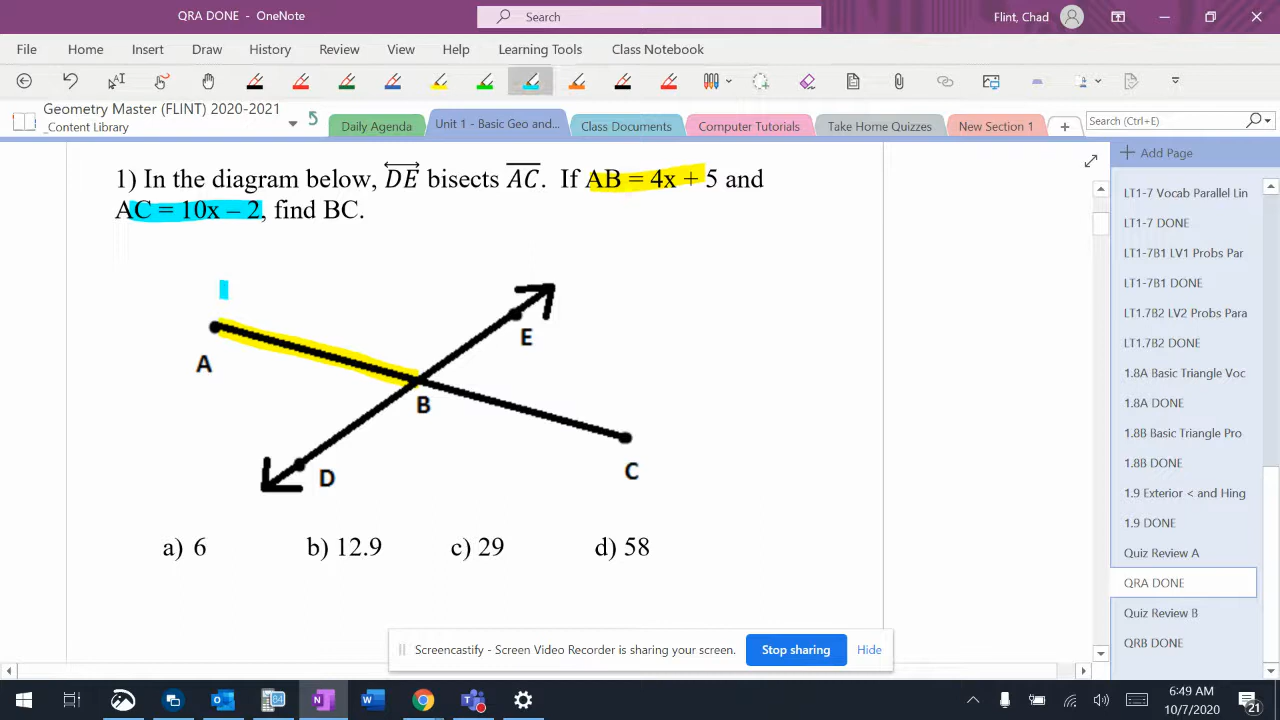 QRA DONE - OneNote
Search
Flint, Chad
File Home Insert Draw History Review View Help Learning Tools Class Notebook
Geometry Master (FLINT) 2020-2021
_Content Library
Daily Agenda
Unit 1 - Basic Geo and...
Class Documents
Computer Tutorials
Take Home Quizzes
New Section 1
Search (Ctrl+E)
Add Page
1) In the diagram below, DE bisects AC. If AB = 4x + 5 and
AC = 10x – 2, find BC.
A
B
C
D
E
a) 6 b) 12.9 c) 29 d) 58
LT1-7 Vocab Parallel Lin
LT1-7 DONE
LT1-7B1 LV1 Probs Par
LT1-7B1 DONE
LT1.7B2 LV2 Probs Para
LT1.7B2 DONE
1.8A Basic Triangle Voc
1.8A DONE
1.8B Basic Triangle Pro
1.8B DONE
1.9 Exterior < and Hing
1.9 DONE
Quiz Review A
QRA DONE
Quiz Review B
QRB DONE
Screencastify - Screen Video Recorder is sharing your screen.
Stop sharing
Hide
6:49 AM
10/7/2020
21